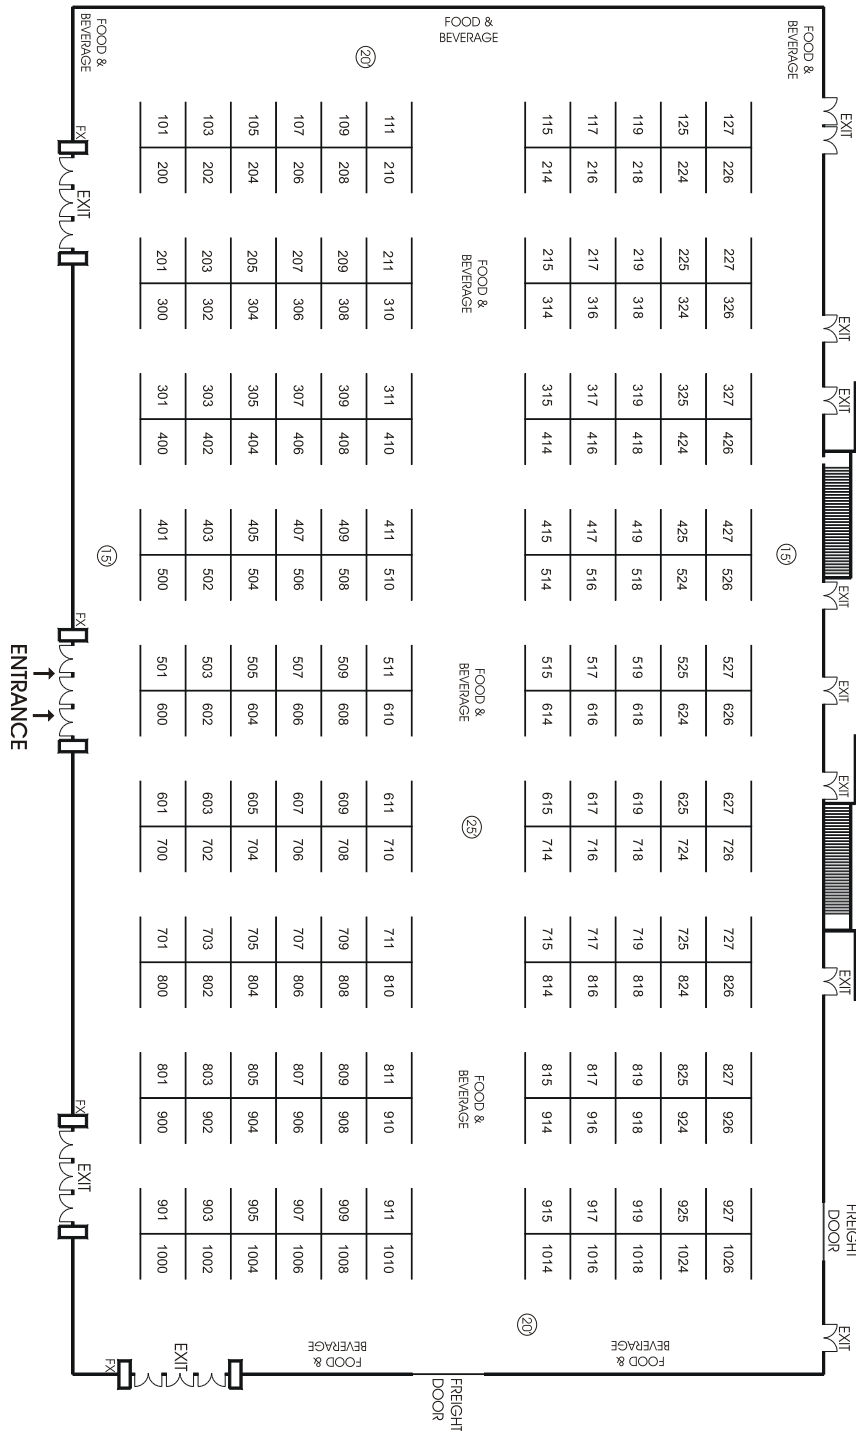 FOOD &
BEVERAGE
FOOD &
BEVERAGE
FOOD &
BEVERAGE
20'
EXIT
101 103 105 107 109 111 115 117 119 125 127
FX
200 202 204 206 208 210 214 216 218 224 226
EXIT
201 203 205 207 209 211 215 217 219 225 227
FOOD &
BEVERAGE
300 302 304 306 308 310 314 316 318 324 326
EXIT
301 303 305 307 309 311 315 317 319 325 327
EXIT
400 402 404 406 408 410 414 416 418 424 426
401 403 405 407 409 411 415 417 419 425 427
15'
15'
500 502 504 506 508 510 514 516 518 524 526
EXIT
FX
ENTRANCE
501 503 505 507 509 511 515 517 519 525 527
FOOD &
BEVERAGE
EXIT
600 602 604 606 608 610 614 616 618 624 626
EXIT
601 603 605 607 609 611 615 617 619 625 627
25'
700 702 704 706 708 710 714 716 718 724 726
701 703 705 707 709 711 715 717 719 725 727
EXIT
800 802 804 806 808 810 814 816 818 824 826
801 803 805 807 809 811 815 817 819 825 827
FOOD &
BEVERAGE
FX
900 902 904 906 908 910 914 916 918 924 926
EXIT
901 903 905 907 909 911 915 917 919 925 927
FREIGHT
DOOR
1000 1002 1004 1006 1008 1010 1014 1016 1018 1024 1026
20'
EXIT
FOOD &
BEVERAGE
FOOD &
BEVERAGE
EXIT
FX
FREIGHT
DOOR